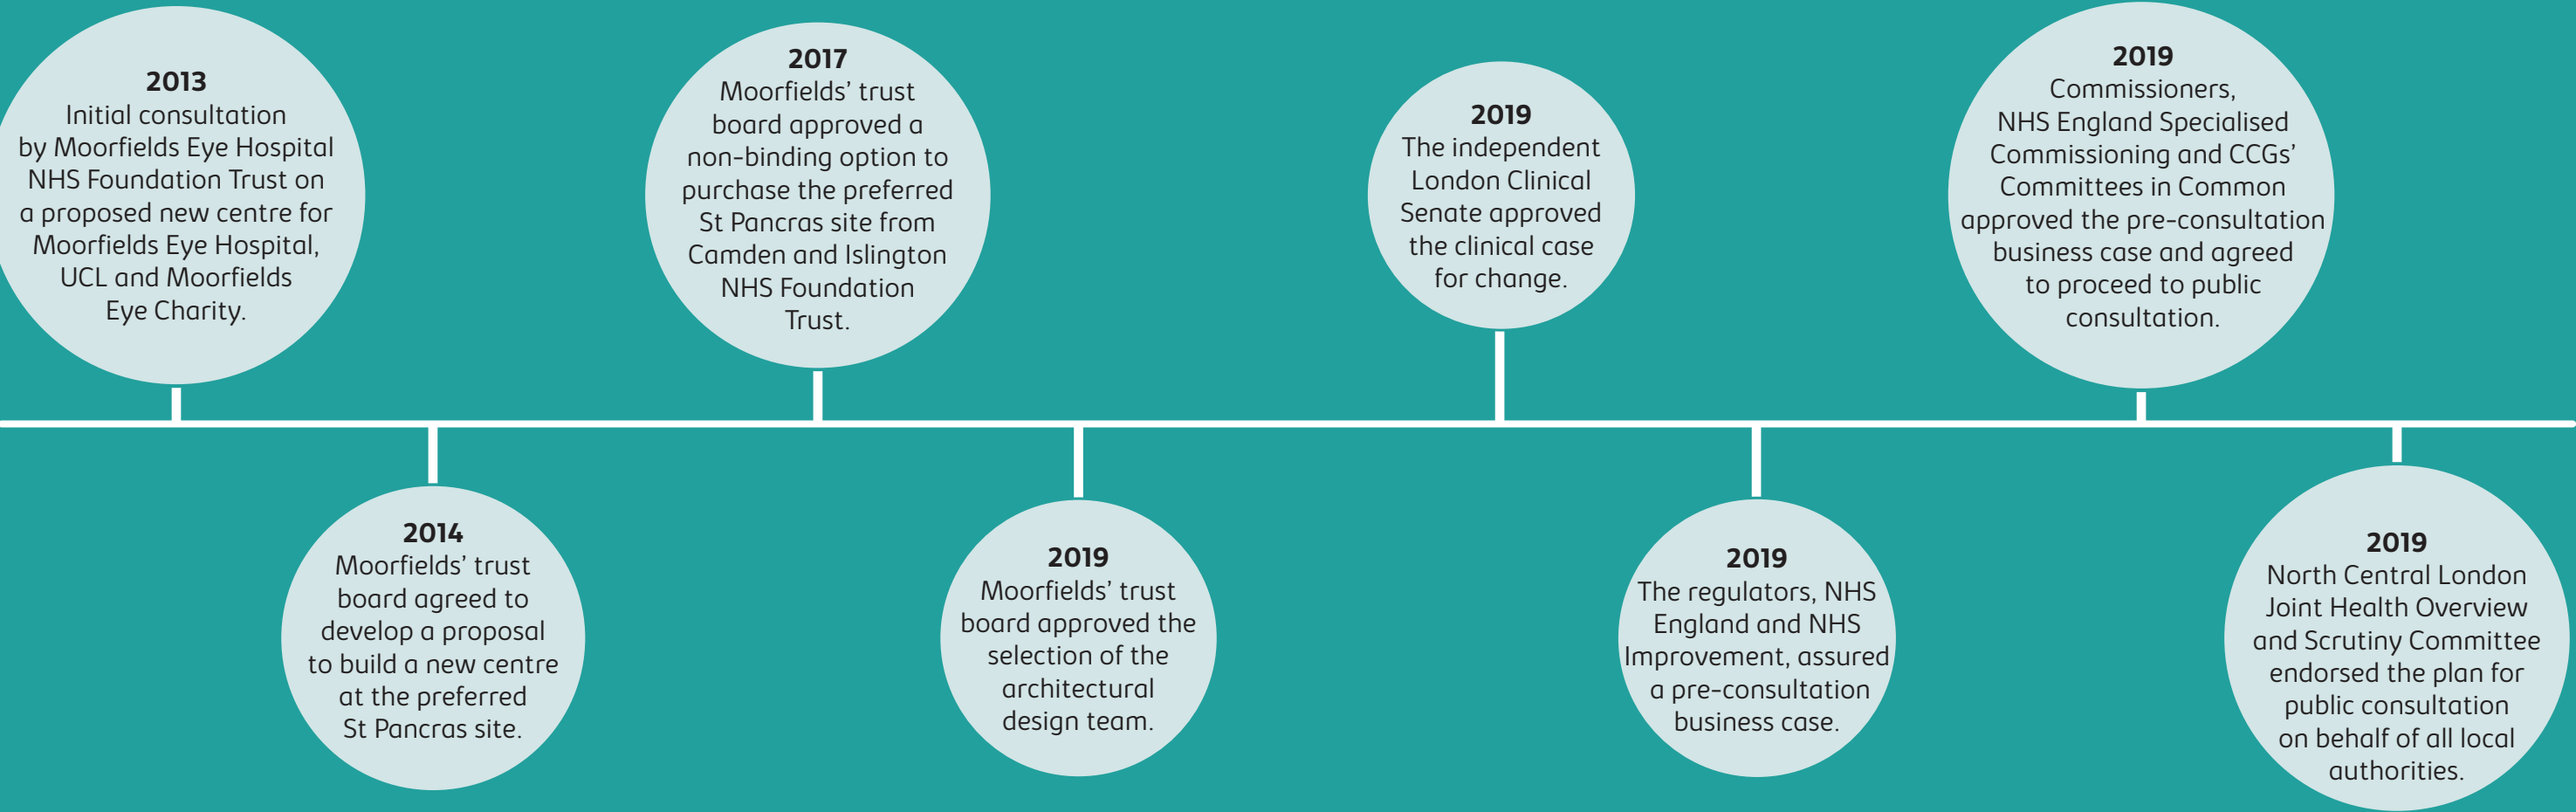 2013
Initial consultation
by Moorfields Eye Hospital
NHS Foundation Trust on
a proposed new centre for
Moorfields Eye Hospital,
UCL and Moorfields
Eye Charity.
2014
Moorfields’ trust
board agreed to
develop a proposal
to build a new centre
at the preferred
St Pancras site.
2017
Moorfields’ trust
board approved a
non-binding option to
purchase the preferred
St Pancras site from
Camden and Islington
NHS Foundation
Trust.
2019
Moorfields’ trust
board approved the
selection of the
architectural
design team.
2019
The independent
London Clinical
Senate approved
the clinical case
for change.
2019
The regulators, NHS
England and NHS
Improvement, assured
a pre-consultation
business case.
2019
Commissioners,
NHS England Specialised
Commissioning and CCGs’
Committees in Common
approved the pre-consultation
business case and agreed
to proceed to public
consultation.
2019
North Central London
Joint Health Overview
and Scrutiny Committee
endorsed the plan for
public consultation
on behalf of all local
authorities.